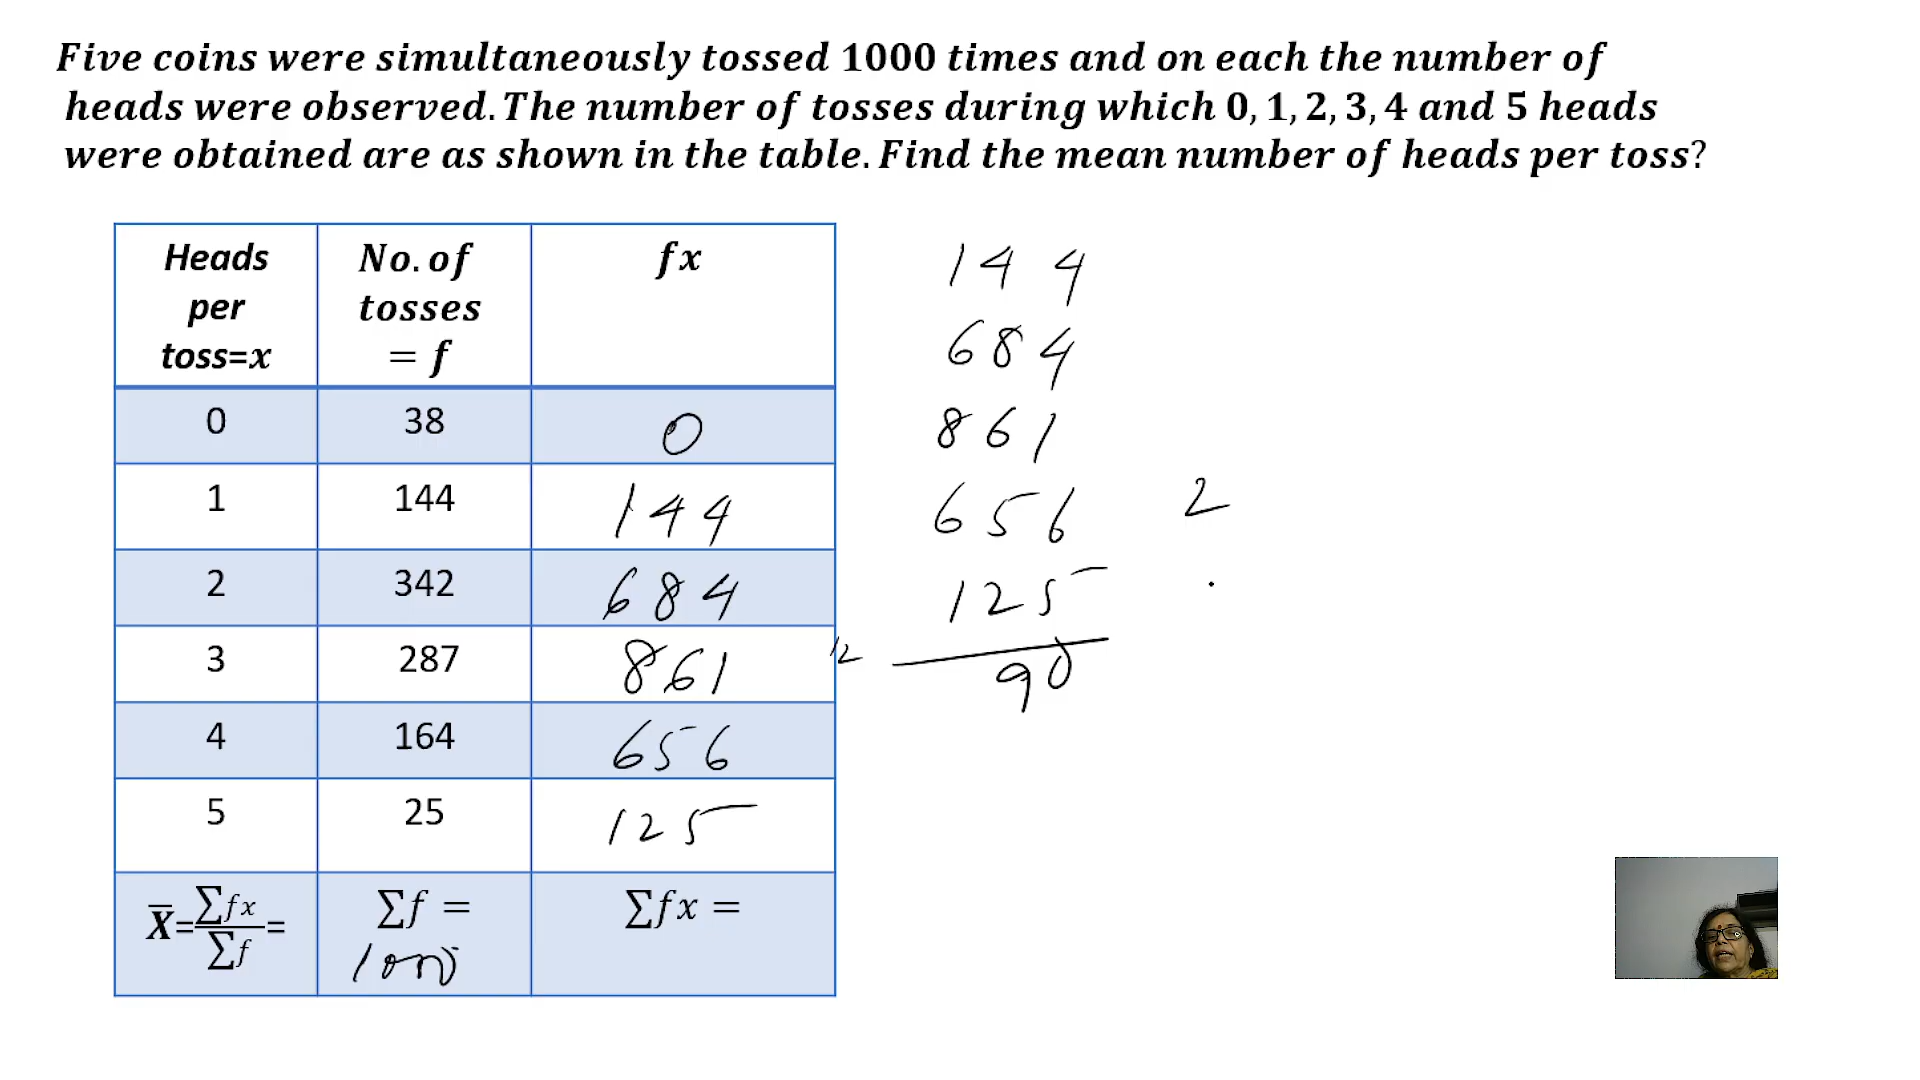 Five coins were simultaneously tossed 1000 times and on each the number of
heads were observed. The number of tosses during which 0, 1, 2, 3, 4 and 5 heads
were obtained are as shown in the table. Find the mean number of heads per toss?
Heads per toss=x	No. of tosses = f	fx
0	38	0
1	144	144
2	342	684
3	287	861
4	164	656
5	25	125
X̅=∑fx/∑f=	∑f = 1000	∑fx =
144
684
861
656
125
90
12
2